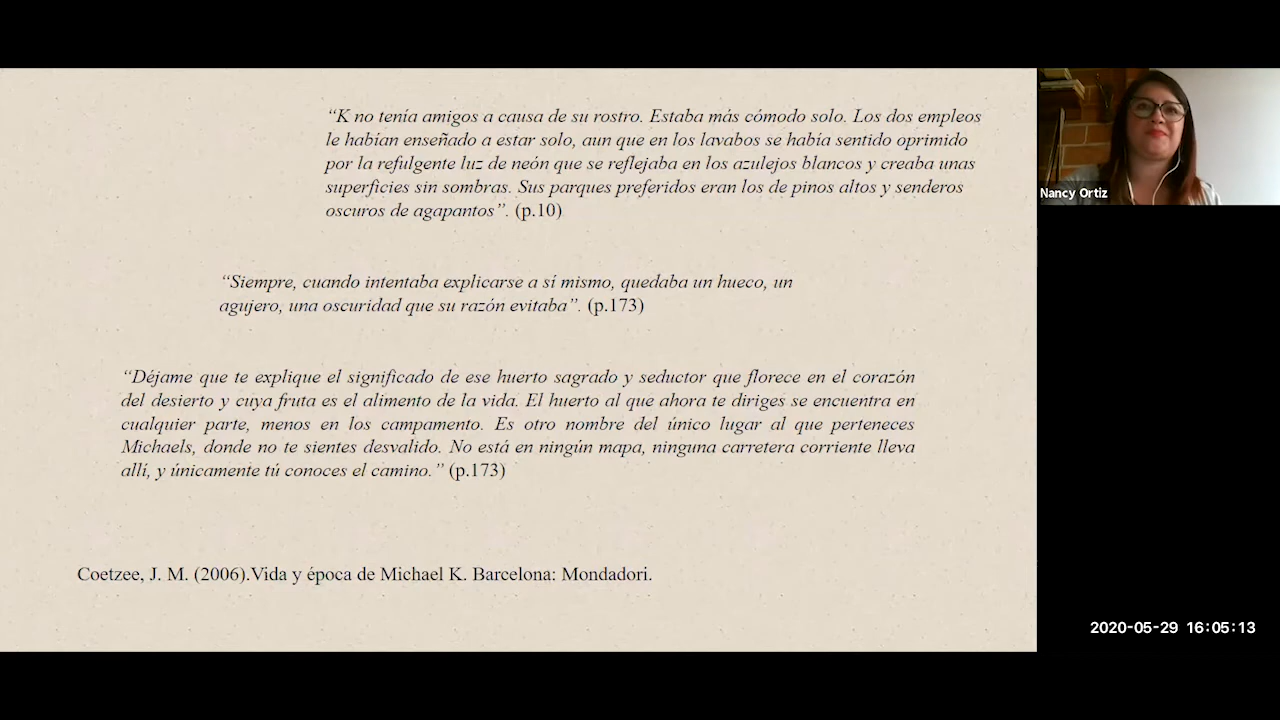 “K no tenía amigos a causa de su rostro. Estaba más cómodo solo. Los dos empleos
le habían enseñado a estar solo, aun que en los lavabos se había sentido oprimido
por la refulgente luz de neón que se reflejaba en los azulejos blancos y creaba unas
superficies sin sombras. Sus parques preferidos eran los de pinos altos y senderos
oscuros de agapantos”. (p.10)
“Siempre, cuando intentaba explicarse a sí mismo, quedaba un hueco, un
agujero, una oscuridad que su razón evitaba”. (p.173)
“Déjame que te explique el significado de ese huerto sagrado y seductor que florece en el corazón
del desierto y cuya fruta es el alimento de la vida. El huerto al que ahora te diriges se encuentra en
cualquier parte, menos en los campamento. Es otro nombre del único lugar al que perteneces
Michaels, donde no te sientes desvalido. No está en ningún mapa, ninguna carretera corriente lleva
allí, y únicamente tú conoces el camino.” (p.173)
Coetzee, J. M. (2006).Vida y época de Michael K. Barcelona: Mondadori.
Nancy Ortiz
2020-05-29 16:05:13